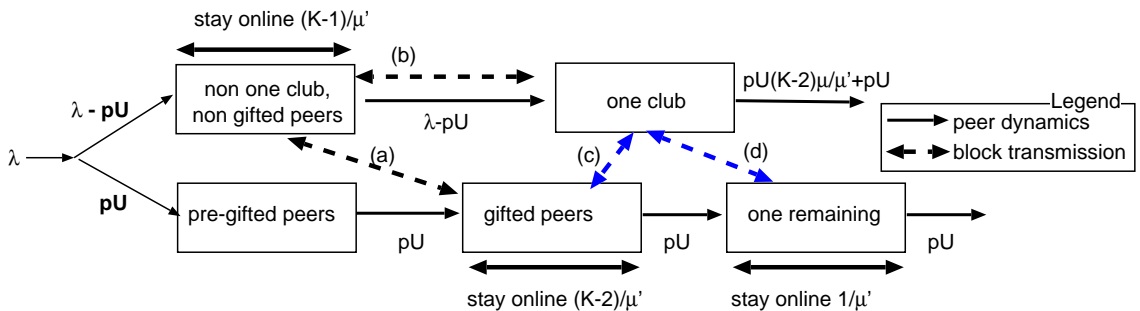 stay online (K-1)/μ'
(b)
non one club,
non gifted peers
one club
pU(K-2)μ/μ'+pU
Legend
peer dynamics
block transmission
λ - pU
λ-pU
λ
(a)
(c)
(d)
pU
pre-gifted peers
gifted peers
one remaining
pU
pU
pU
stay online (K-2)/μ'
stay online 1/μ'